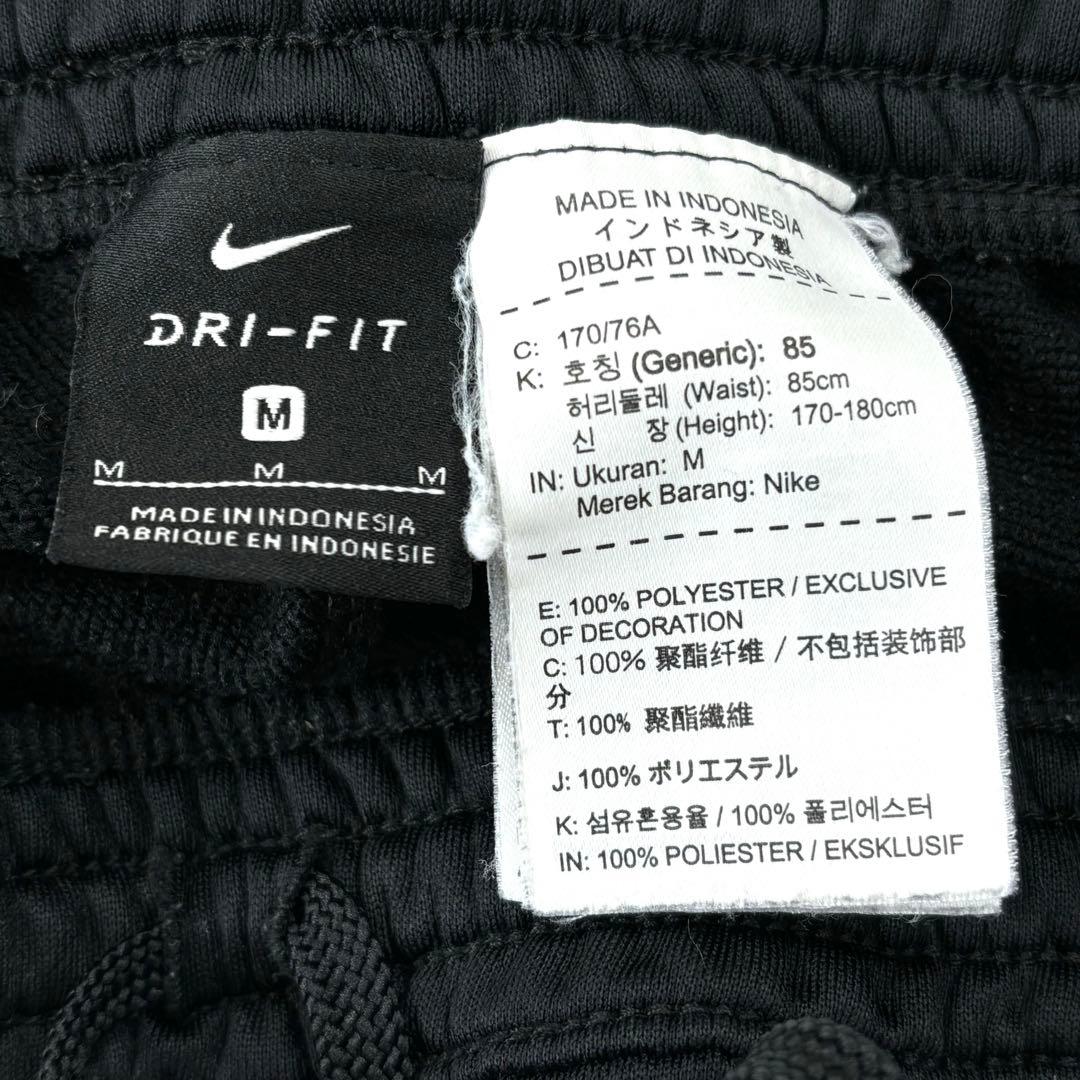 DRI-FIT
M
M M M
MADE IN INDONESIA
FABRIQUE EN INDONESIE
MADE IN INDONESIA
インドネシア製
DIBUAT DI INDONESIA
C: 170/76A
K: 호칭 (Generic): 85
허리둘레 (Waist): 85cm
신 장 (Height): 170-180cm
IN: Ukuran: M
Merek Barang: Nike
E: 100% POLYESTER / EXCLUSIVE
OF DECORATION
C: 100% 聚酯纤维 / 不包括装饰部
分
T: 100% 聚酯纖維
J: 100% ポリエステル
K: 섬유혼용율 / 100% 폴리에스터
IN: 100% POLIESTER / EKSKLUSIF